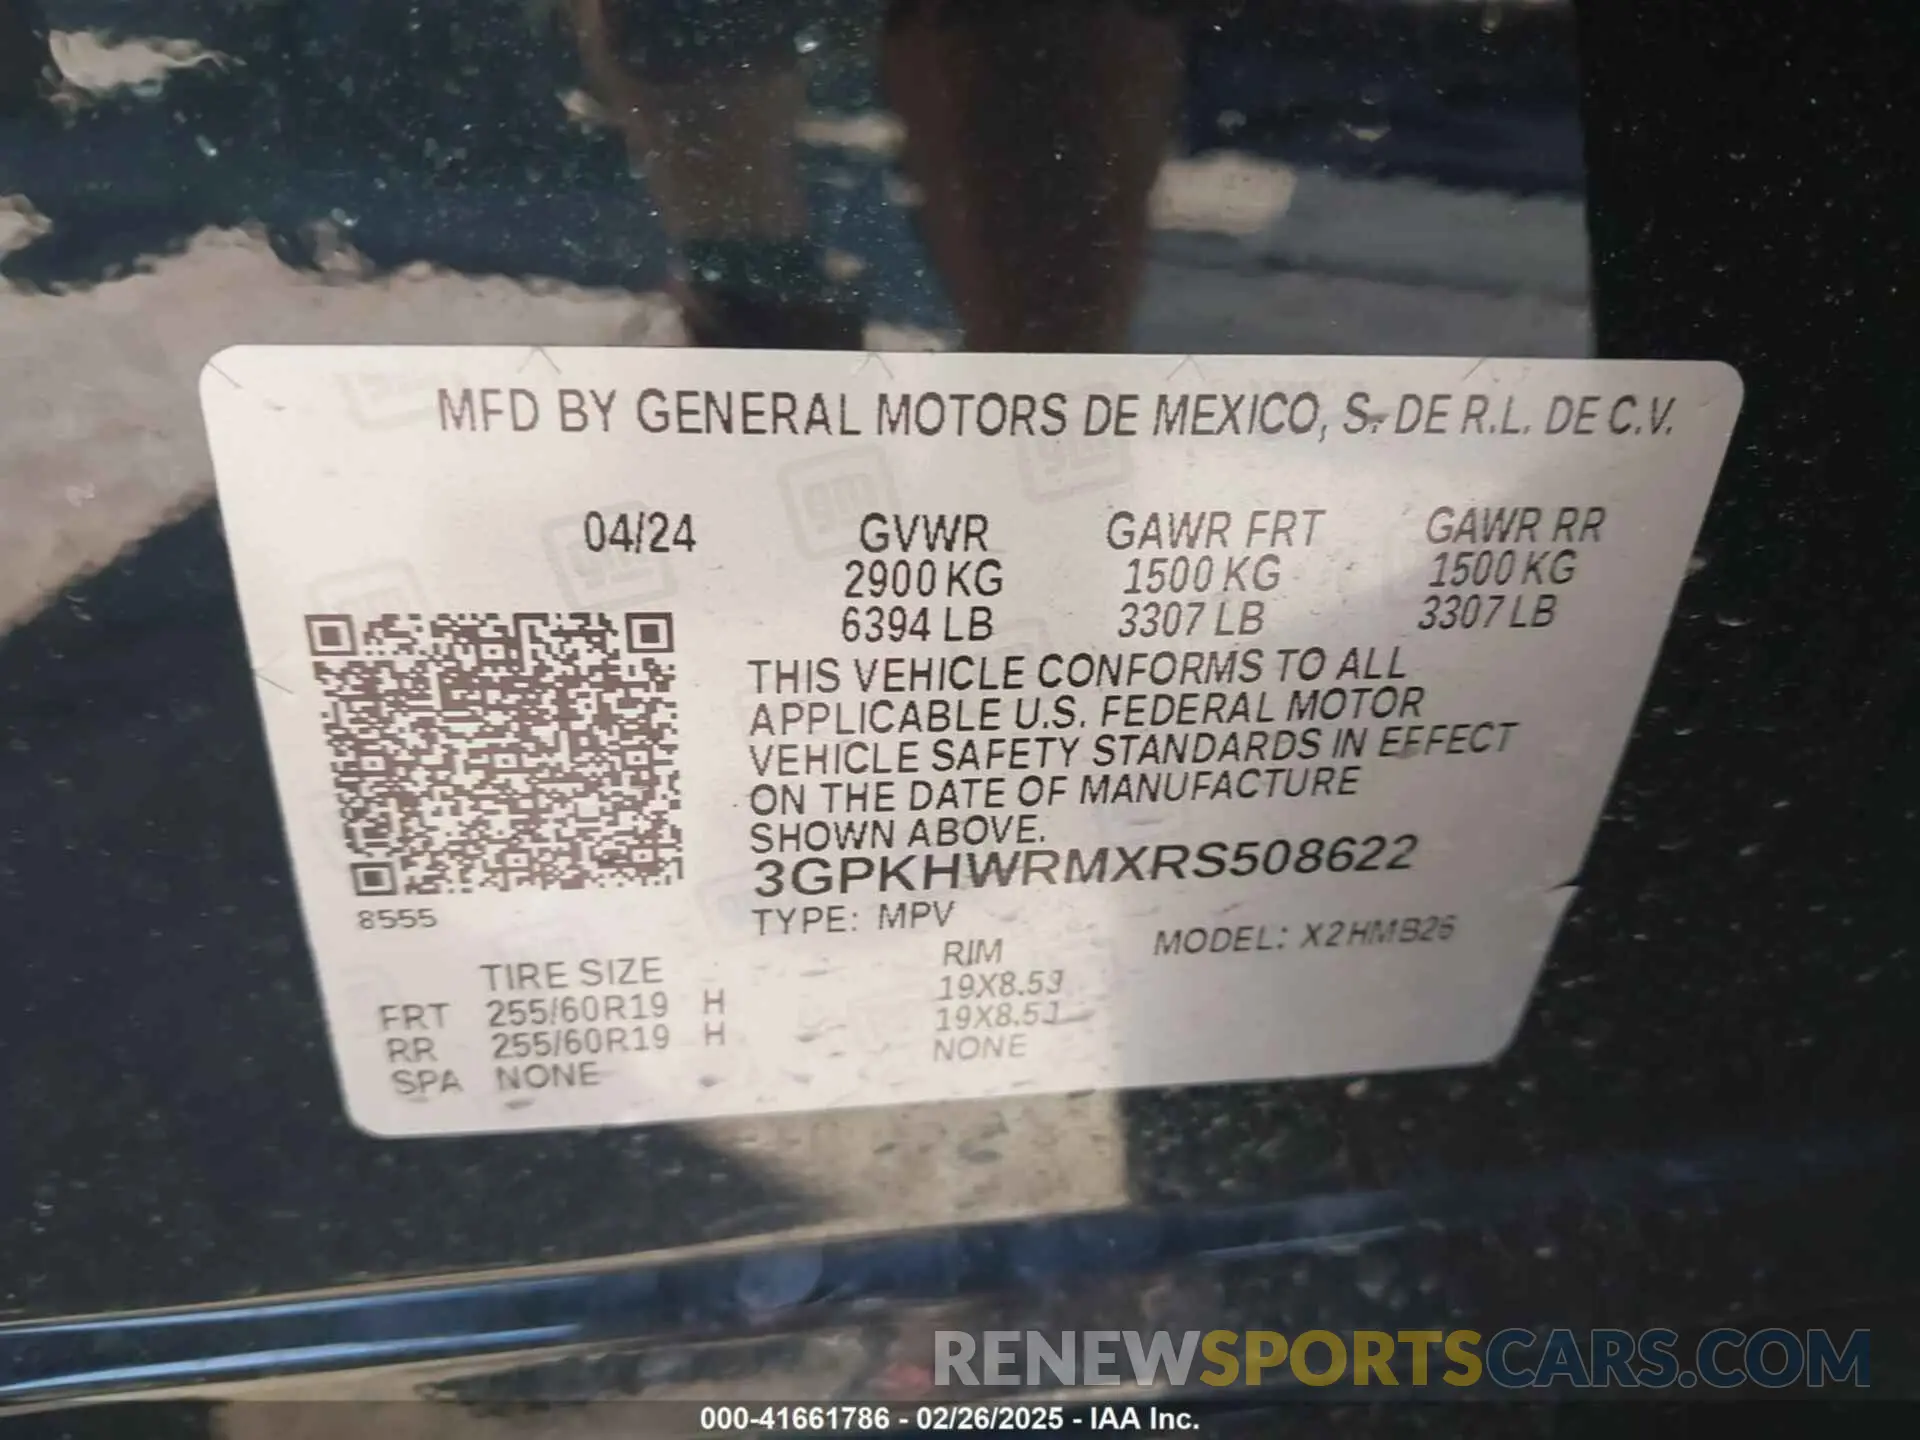 MFD BY GENERAL MOTORS DE MEXICO, S. DE R.L. DE C.V.
04/24 GVWR GAWR FRT GAWR RR
2900 KG 1500 KG 1500 KG
6394 LB 3307 LB 3307 LB
THIS VEHICLE CONFORMS TO ALL
APPLICABLE U.S. FEDERAL MOTOR
VEHICLE SAFETY STANDARDS IN EFFECT
ON THE DATE OF MANUFACTURE
SHOWN ABOVE.
3GPKHWRMXRS508622
8555
TYPE: MPV MODEL: X2HMB26
TIRE SIZE RIM
FRT 255/60R19 H 19X8.5J
RR 255/60R19 H 19X8.5J
SPA NONE NONE
RENEWSPORTSCARS.COM
000-41661786 - 02/26/2025 - IAA Inc.